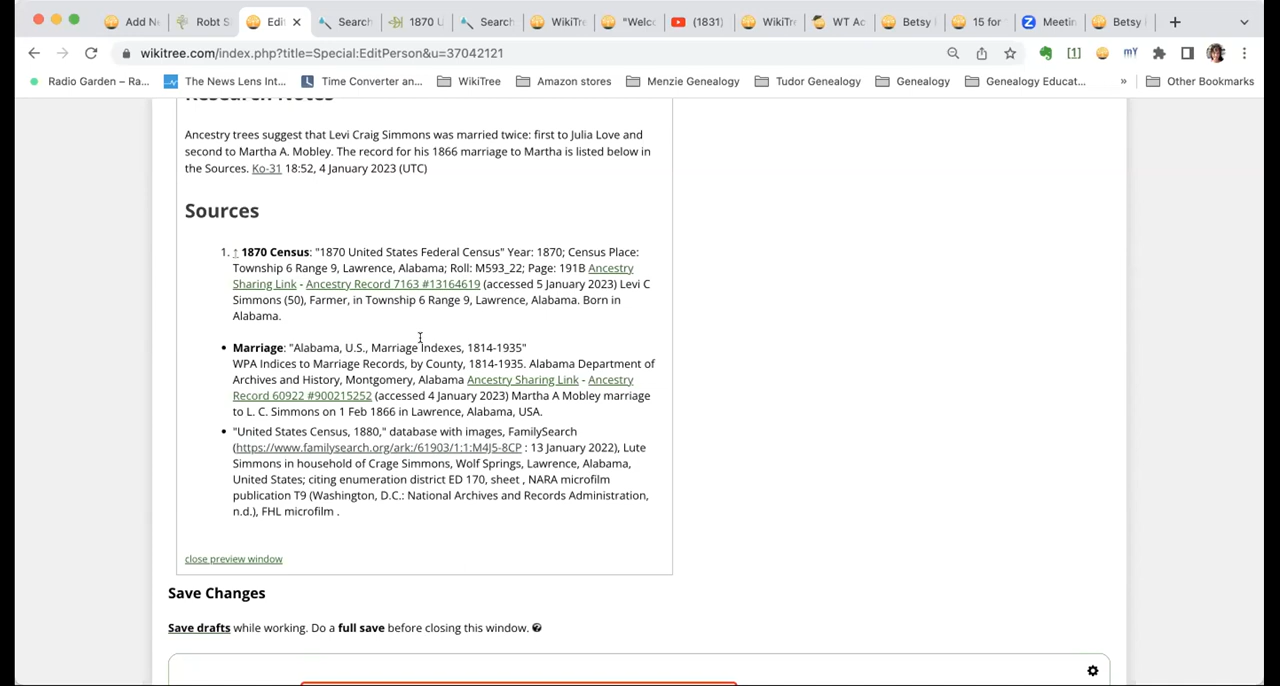 Add N
Robt S
Edi
Search
1870 U
Search
WikiTr
"Welc
(1831)
WikiTr
WT Ac
Betsy
15 for
Meetin
Betsy
wikitree.com/index.php?title=Special:EditPerson&u=37042121
Radio Garden – Ra...
The News Lens Int...
Time Converter an...
WikiTree
Amazon stores
Menzie Genealogy
Tudor Genealogy
Genealogy
Genealogy Educat...
»
Other Bookmarks
Research Notes
Ancestry trees suggest that Levi Craig Simmons was married twice: first to Julia Love and
second to Martha A. Mobley. The record for his 1866 marriage to Martha is listed below in
the Sources. Ko-31 18:52, 4 January 2023 (UTC)
Sources
1. ↑ 1870 Census: "1870 United States Federal Census" Year: 1870; Census Place:
Township 6 Range 9, Lawrence, Alabama; Roll: M593_22; Page: 191B Ancestry
Sharing Link - Ancestry Record 7163 #13164619 (accessed 5 January 2023) Levi C
Simmons (50), Farmer, in Township 6 Range 9, Lawrence, Alabama. Born in
Alabama.
• Marriage: "Alabama, U.S., Marriage Indexes, 1814-1935"
WPA Indices to Marriage Records, by County, 1814-1935. Alabama Department of
Archives and History, Montgomery, Alabama Ancestry Sharing Link - Ancestry
Record 60922 #900215252 (accessed 4 January 2023) Martha A Mobley marriage
to L. C. Simmons on 1 Feb 1866 in Lawrence, Alabama, USA.
• "United States Census, 1880," database with images, FamilySearch
(https://www.familysearch.org/ark:/61903/1:1:M4J5-8CP : 13 January 2022), Lute
Simmons in household of Crage Simmons, Wolf Springs, Lawrence, Alabama,
United States; citing enumeration district ED 170, sheet , NARA microfilm
publication T9 (Washington, D.C.: National Archives and Records Administration,
n.d.), FHL microfilm .
close preview window
Save Changes
Save drafts while working. Do a full save before closing this window.